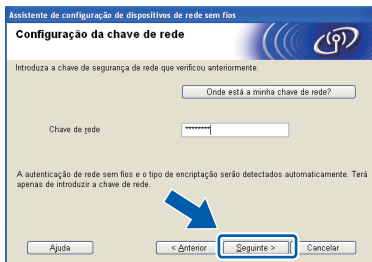 Assistente de configuração de dispositivos de rede sem fios
Configuração da chave de rede
Introduza a chave de segurança de rede que verificou anteriormente.
Onde está a minha chave de rede?
Chave de rede
********
A autenticação de rede sem fios e o tipo de encriptação serão detectados automaticamente. Terá
apenas de introduzir a chave de rede.
Ajuda
< Anterior
Seguinte >
Cancelar